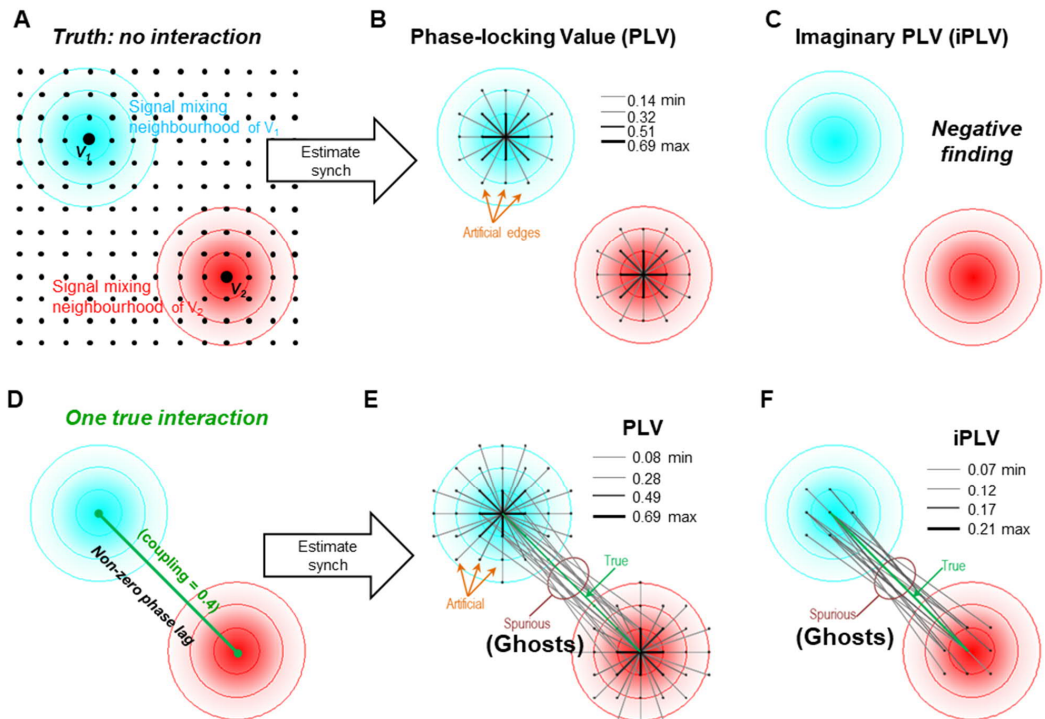 A
Truth: no interaction
Signal mixing
neighbourhood of V1
V1
Signal mixing
neighbourhood of V2
V2
Estimate
synch
B
Phase-locking Value (PLV)
0.14 min
0.32
0.51
0.69 max
Artificial edges
C
Imaginary PLV (iPLV)
Negative
finding
D
One true interaction
(coupling = 0.4)
Non-zero phase lag
Estimate
synch
E
PLV
0.08 min
0.28
0.49
0.69 max
True
Artificial
Spurious
(Ghosts)
F
iPLV
0.07 min
0.12
0.17
0.21 max
True
Spurious
(Ghosts)